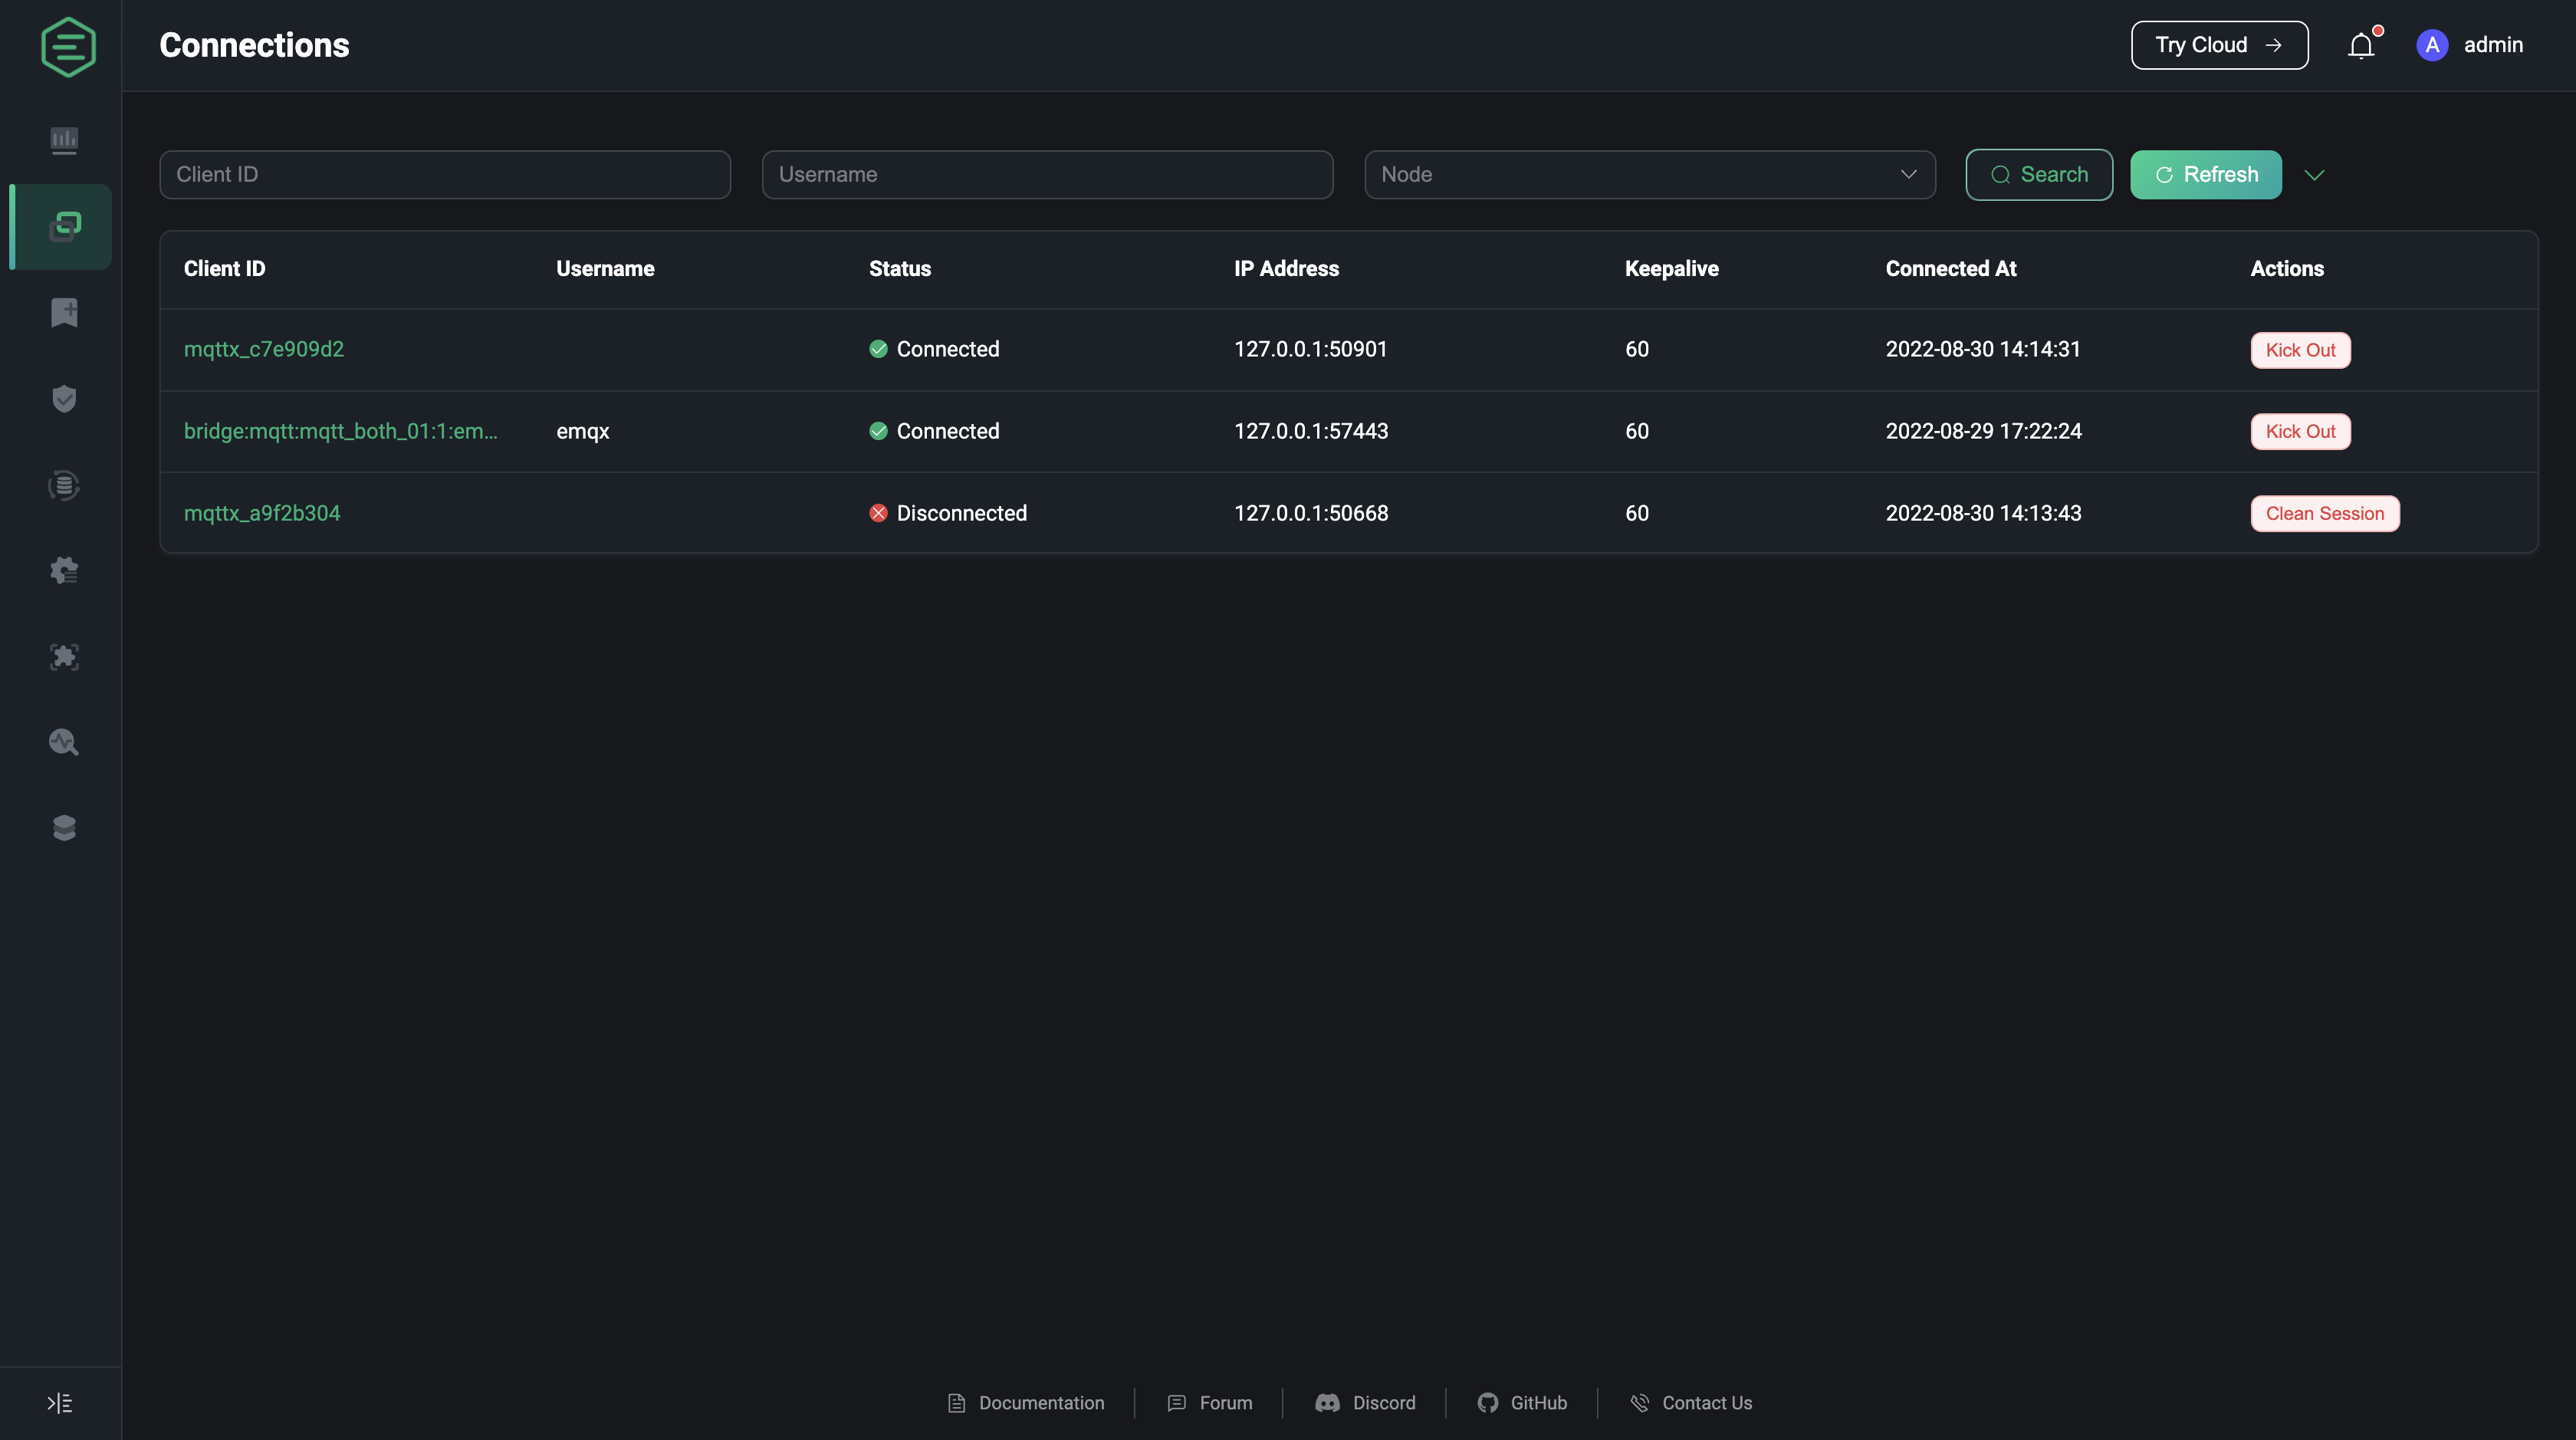 Connections
Try Cloud
A
admin
Client ID
Username
Node
Search
Refresh
Client ID Username Status IP Address Keepalive Connected At Actions
mqttx_c7e909d2 Connected 127.0.0.1:50901 60 2022-08-30 14:14:31 Kick Out
bridge:mqtt:mqtt_both_01:1:em... emqx Connected 127.0.0.1:57443 60 2022-08-29 17:22:24 Kick Out
mqttx_a9f2b304 Disconnected 127.0.0.1:50668 60 2022-08-30 14:13:43 Clean Session
Documentation Forum Discord GitHub Contact Us